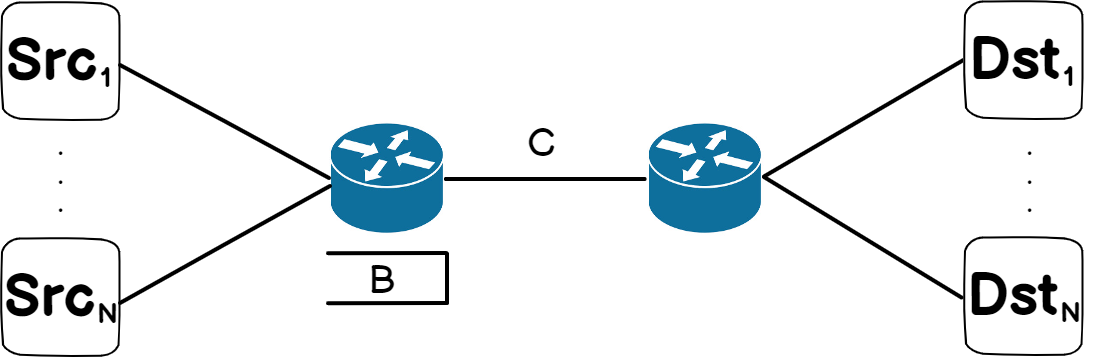 Src₁
C
Dst₁
B
Srcₙ
Dstₙ